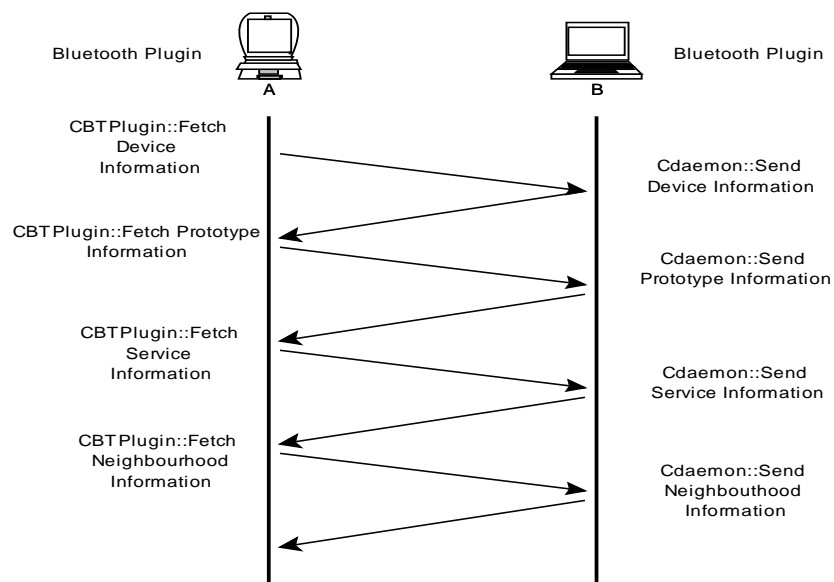 Bluetooth Plugin
Bluetooth Plugin
A
B
CBTPlugin::Fetch
Device
Information
Cdaemon::Send
Device Information
CBTPlugin::Fetch Prototype
Information
Cdaemon::Send
Prototype Information
CBTPlugin::Fetch
Service
Information
Cdaemon::Send
Service Information
CBTPlugin::Fetch
Neighbourhood
Information
Cdaemon::Send
Neighbouthood
Information